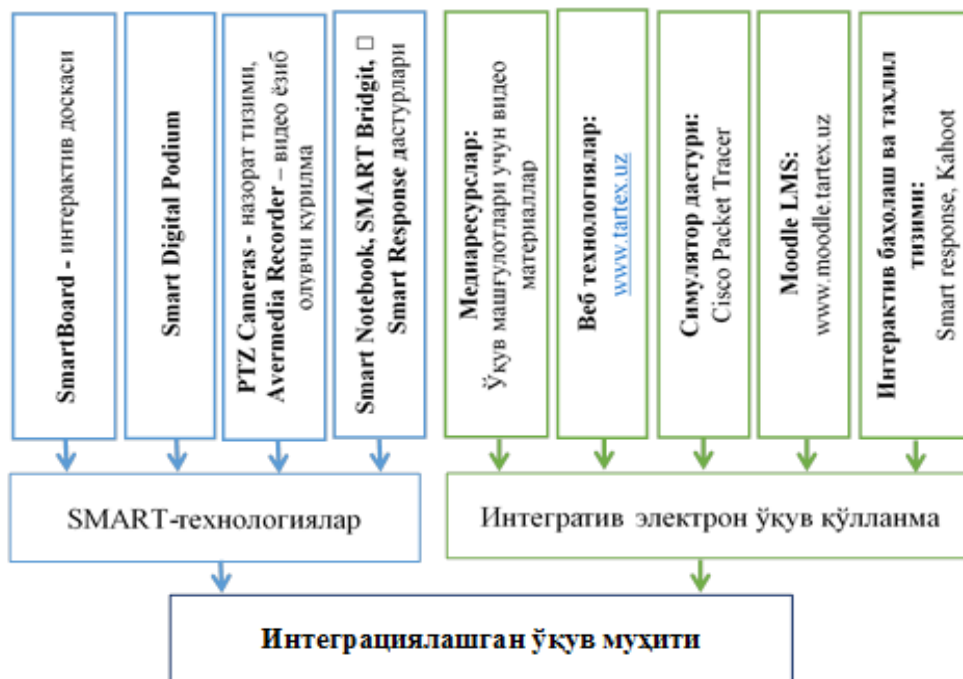 SmartBoard - интерактив доскаси
Smart Digital Podium
PTZ Cameras - назорат тизими,
Avermedia Recorder – видео ёзиб
олувчи қурилма
Smart Notebook, SMART Bridgit, □
Smart Response дастурлари
Медиаресурслар:
Ўқув машғулотлари учун видео
материаллар
Веб технологиялар:
www.tartex.uz
Симулятор дастури:
Cisco Packet Tracer
Moodle LMS:
www.moodle.tartex.uz
Интерактив баҳолаш ва таҳлил
тизими:
Smart response, Kahoot
SMART-технологиялар
Интегратив электрон ўқув қўлланма
Интеграциялашган ўқув муҳити